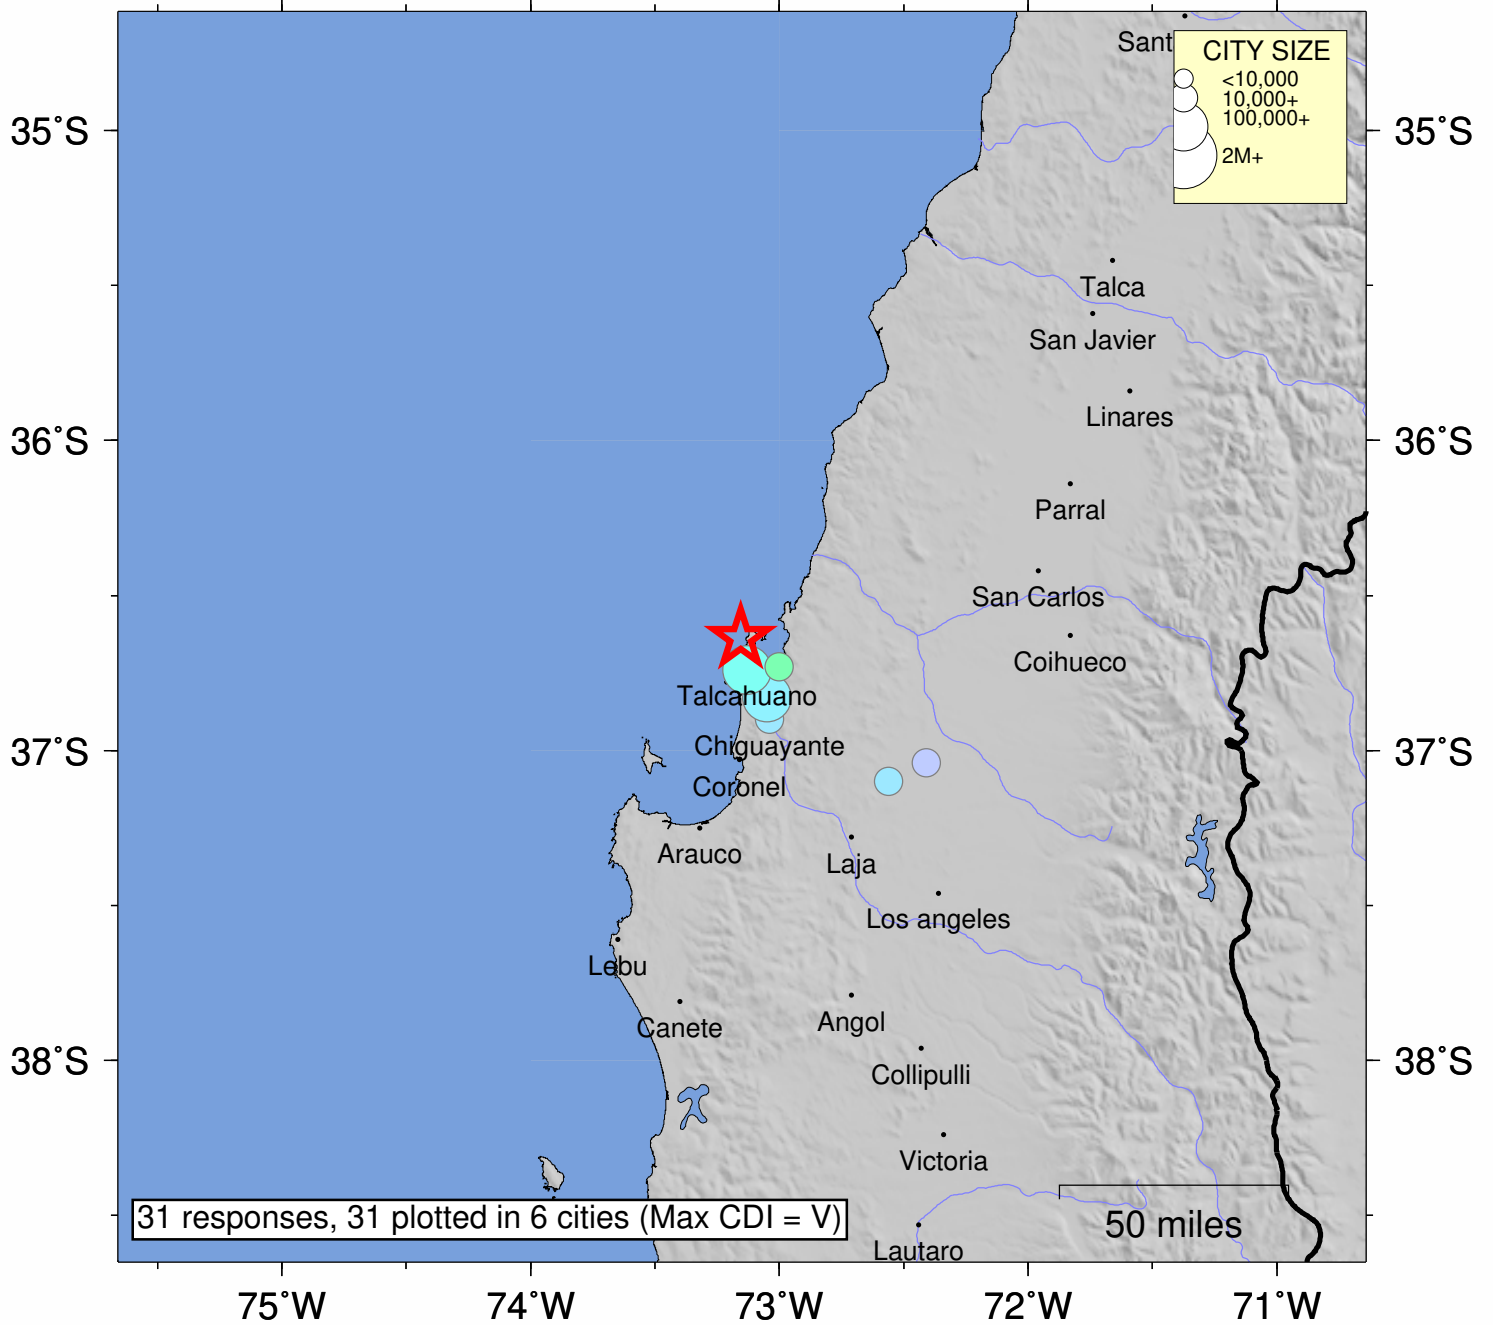 Sant
CITY SIZE
<10,000
10,000+
100,000+
2M+
35°S
35°S
Talca
San Javier
Linares
36°S
36°S
Parral
San Carlos
Coihueco
Talcahuano
Chiguayante
37°S
37°S
Coronel
Arauco
Laja
Los angeles
Lebu
Canete
Angol
38°S
38°S
Collipulli
Victoria
31 responses, 31 plotted in 6 cities (Max CDI = V)
50 miles
Lautaro
75°W
74°W
73°W
72°W
71°W